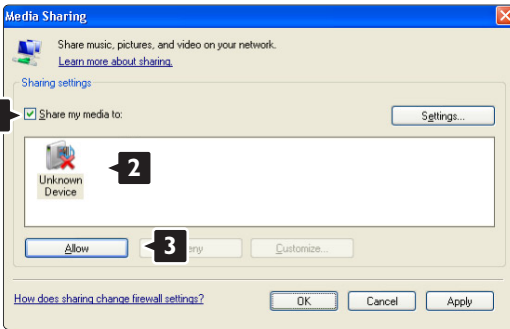 Media Sharing
Share music, pictures, and video on your network.
Learn more about sharing.
Sharing settings
Share my media to:
Settings...
2
Unknown
Device
Allow
3
Customize...
How does sharing change firewall settings?
OK
Cancel
Apply